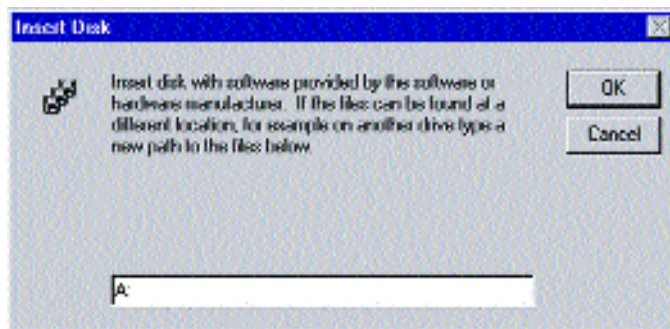 Insert Disk
Insert disk with software provided by the software or
hardware manufacturer. If the files can be found at a
different location, for example on another drive type a
new path to the files below.
OK
Cancel
A: